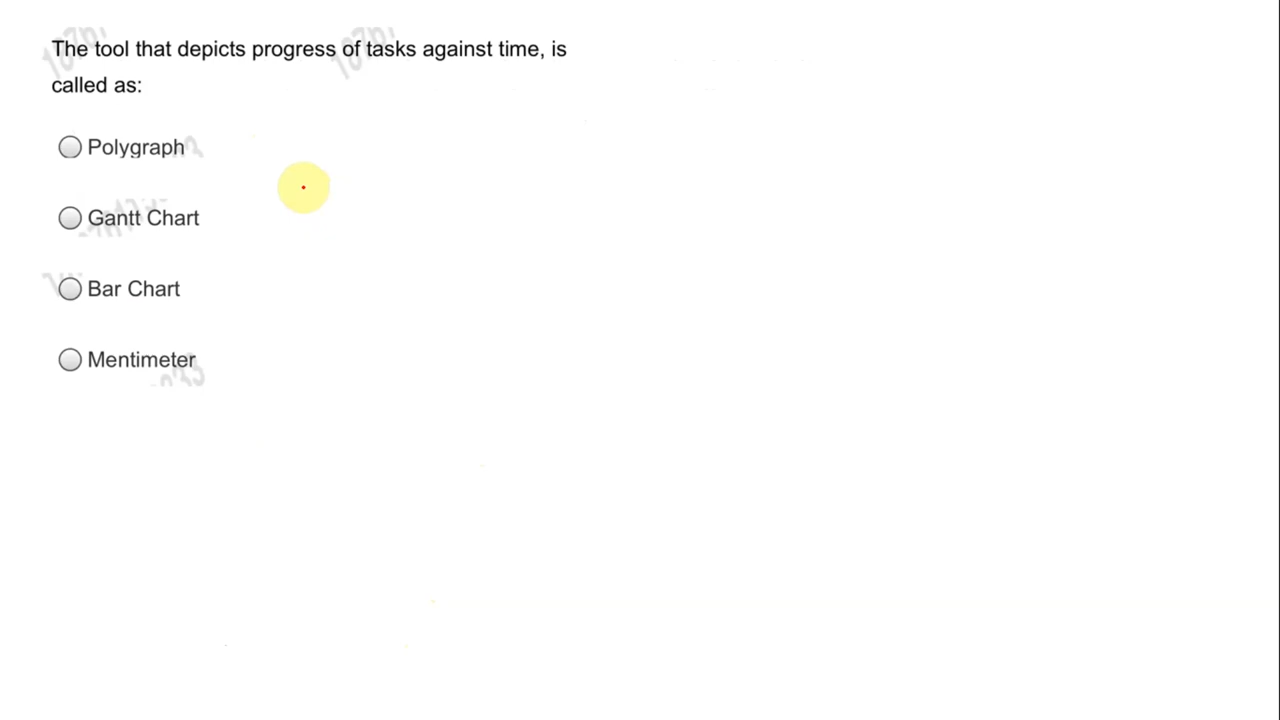 The tool that depicts progress of tasks against time, is
called as:
Polygraph
Gantt Chart
Bar Chart
Mentimeter